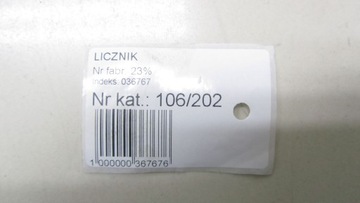 LICZNIK
Nr fabr. 23%
indeks: 036767
Nr kat.: 106/202
1 000000 367676